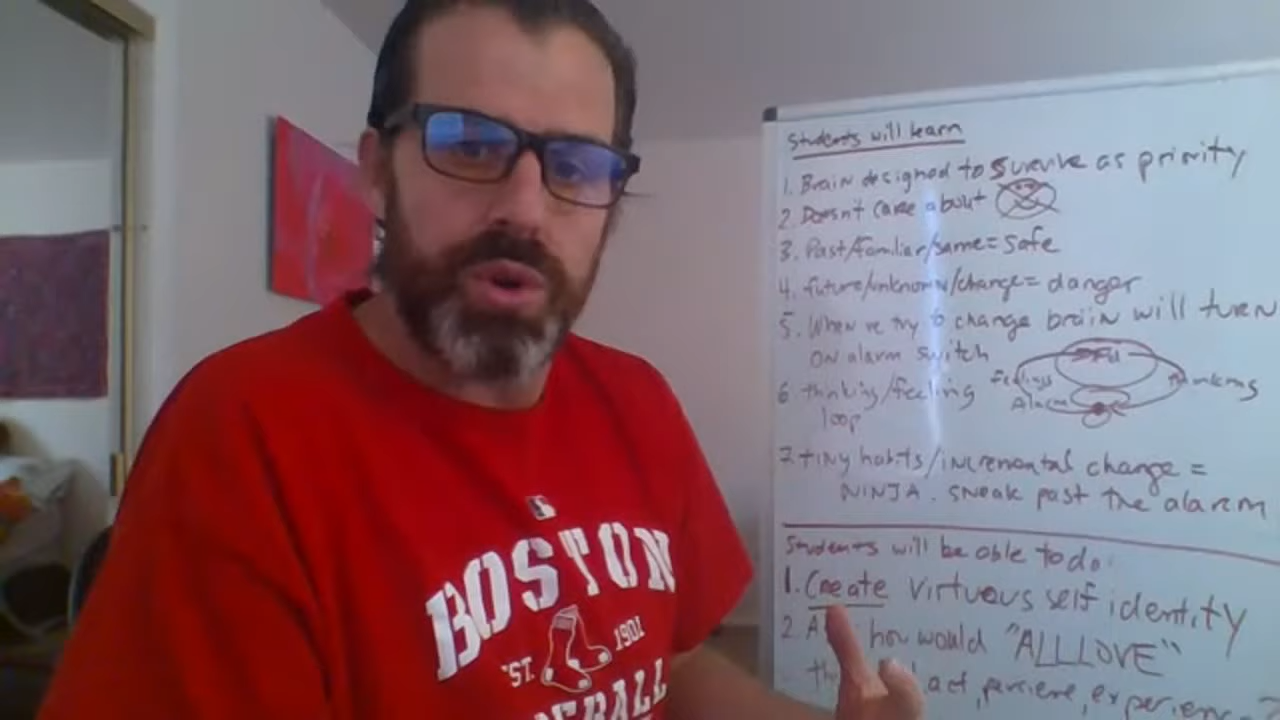 Students will learn
1. Brain designed to survive as priority
2. Doesn't care about
3. Past/familiar/same=safe
4. future/unknown/change= danger
5. When we try to change brain will turn
on alarm switch
6 thinking/feeling
loop
Feelings
Alarm
thinking
7. tiny habits/incremental change =
NINJA. sneak past the alarm
Students will be able to do:
1. Create virtuous self identity
2. how would "ALLLOVE"
act, perceive, experience
BOSTON
EST. 1901